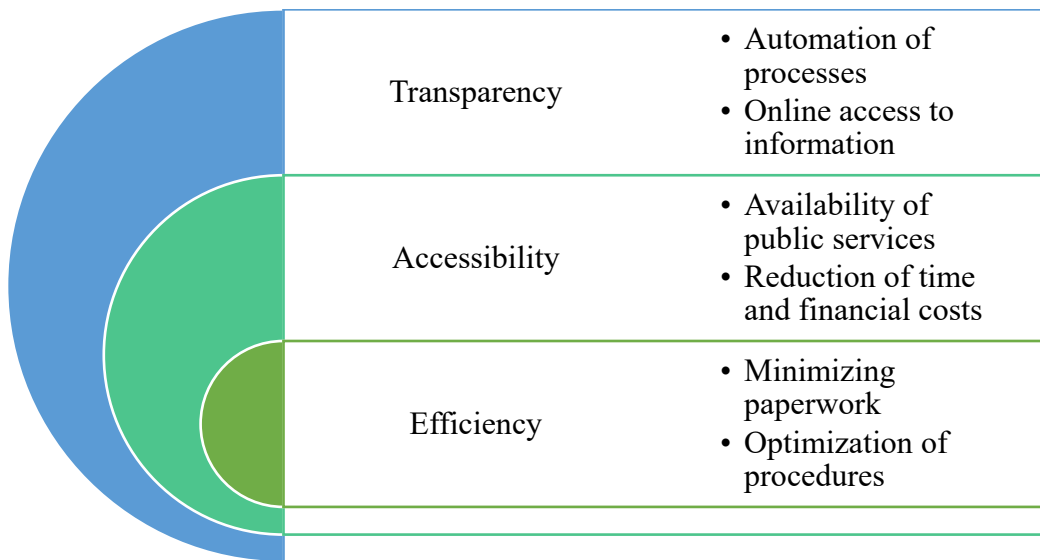 Transparency
• Automation of
processes
• Online access to
information
Accessibility
• Availability of
public services
• Reduction of time
and financial costs
Efficiency
• Minimizing
paperwork
• Optimization of
procedures